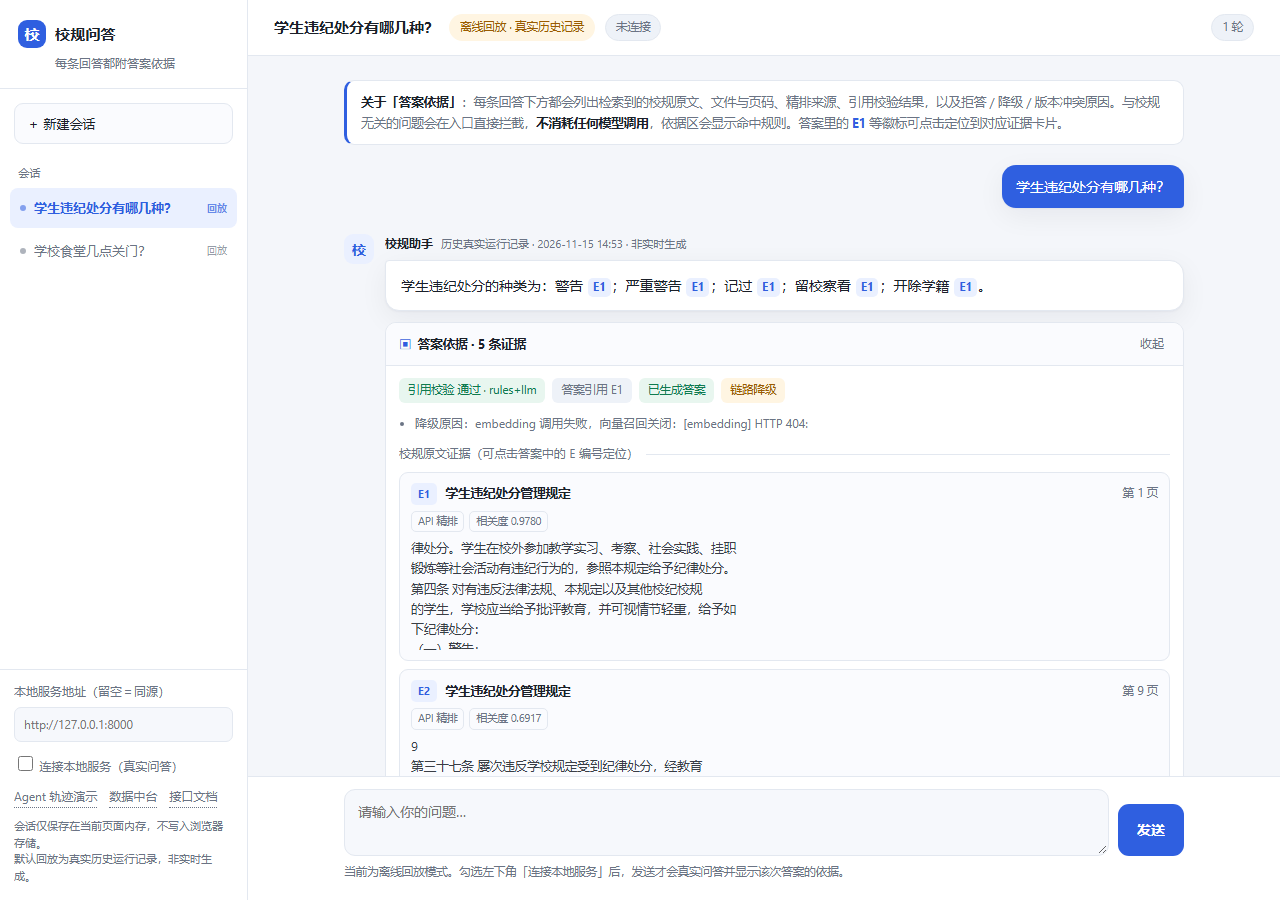 校 校规问答
每条回答都附答案依据
+ 新建会话
会话
学生违纪处分有哪几种? 回放
学校食堂几点关门? 回放
本地服务地址（留空 = 同源）
http://127.0.0.1:8000
连接本地服务（真实问答）
Agent 轨迹演示 数据中台 接口文档
会话仅保存在当前页面内存，不写入浏览器
存储。
默认回放为真实历史运行记录，非实时生
成。
学生违纪处分有哪几种? 离线回放 · 真实历史记录 未连接 1 轮
关于「答案依据」：每条回答下方都会列出检索到的校规原文、文件与页码、精排来源、引用校验结果，以及拒答 / 降级 / 版本冲突原因。与校规
无关的问题会在入口直接拦截，不消耗任何模型调用，依据区会显示命中规则。答案里的 E1 等徽标可点击定位到对应证据卡片。
学生违纪处分有哪几种?
校 校规助手 历史真实运行记录 · 2026-11-15 14:53 · 非实时生成
学生违纪处分的种类为：警告 E1；严重警告 E1；记过 E1；留校察看 E1；开除学籍 E1。
答案依据 · 5 条证据 收起
引用校验 通过 · rules+llm 答案引用 E1 已生成答案 链路降级
• 降级原因：embedding 调用失败，向量召回关闭：[embedding] HTTP 404:
校规原文证据（可点击答案中的 E 编号定位）
E1 学生违纪处分管理规定 第 1 页
API 精排 相关度 0.9780
律处分。学生在校外参加教学实习、考察、社会实践、挂职
锻炼等社会活动有违纪行为的，参照本规定给予纪律处分。
第四条 对有违反法律法规、本规定以及其他校纪校规
的学生，学校应当给予批评教育，并可视情节轻重，给予如
下纪律处分：
（一）警告；
E2 学生违纪处分管理规定 第 9 页
API 精排 相关度 0.6917
9
第三十七条 屡次违反学校规定受到纪律处分，经教育
请输入你的问题...
发送
当前为离线回放模式。勾选左下角「连接本地服务」后，发送才会真实问答并显示该次答案的依据。